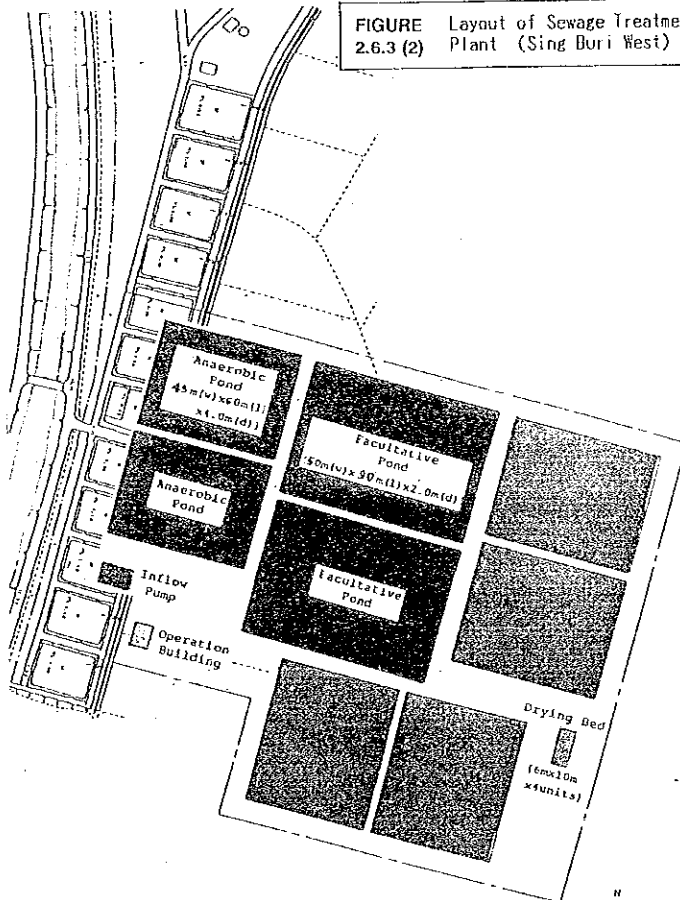 FIGURE Layout of Sewage Treatme
2.6.3 (2) Plant (Sing Buri West)
Anaerobic
Pond
45m(w)x60m(l)
x4.0m(d))
Facultative
Pond
50m(w)x90m(l)x2.0m(d)
Anaerobic
Pond
Facultative
Pond
Inflow
Pump
Operation
Building
Drying Bed
(6mx10m
x4units)
N